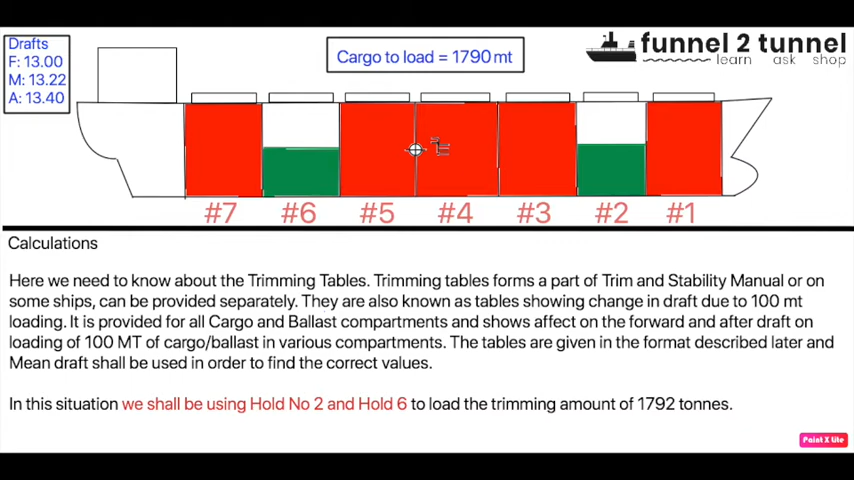 Drafts
F: 13.00
M: 13.22
A: 13.40
Cargo to load = 1790 mt
funnel 2 tunnel
learn ask shop
#7 #6 #5 #4 #3 #2 #1
Calculations
Here we need to know about the Trimming Tables. Trimming tables forms a part of Trim and Stability Manual or on
some ships, can be provided separately. They are also known as tables showing change in draft due to 100 mt
loading. It is provided for all Cargo and Ballast compartments and shows affect on the forward and after draft on
loading of 100 MT of cargo/ballast in various compartments. The tables are given in the format described later and
Mean draft shall be used in order to find the correct values.
In this situation we shall be using Hold No 2 and Hold 6 to load the trimming amount of 1792 tonnes.
Paint X Lite